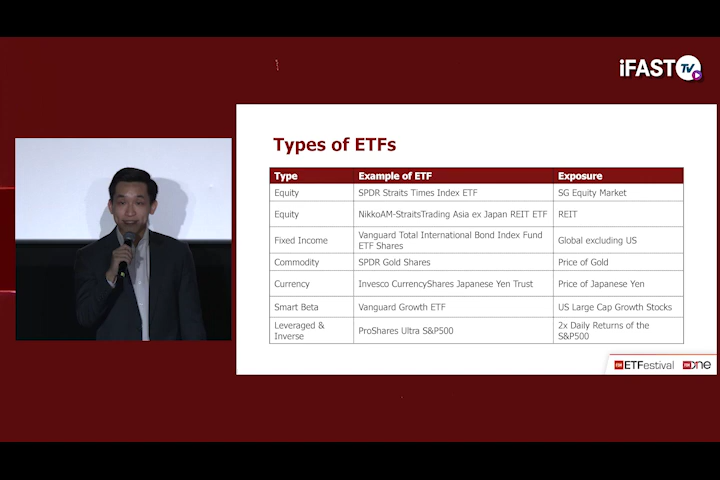 iFAST TV
Types of ETFs
Type Example of ETF Exposure
Equity SPDR Straits Times Index ETF SG Equity Market
Equity NikkoAM-StraitsTrading Asia ex Japan REIT ETF REIT
Fixed Income Vanguard Total International Bond Index Fund ETF Shares Global excluding US
Commodity SPDR Gold Shares Price of Gold
Currency Invesco CurrencyShares Japanese Yen Trust Price of Japanese Yen
Smart Beta Vanguard Growth ETF US Large Cap Growth Stocks
Leveraged & Inverse ProShares Ultra S&P500 2x Daily Returns of the S&P500
ETFestival one